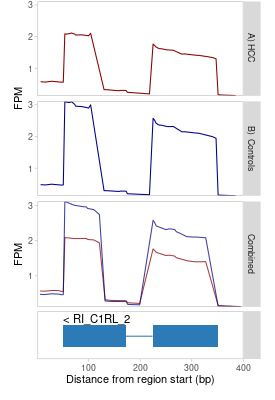 3
2
1
A) HCC
3
2
1
B) Controls
FPM
3
2
1
Combined
FPM
< RI_C1RL_2
100
200
300
400
Distance from region start (bp)